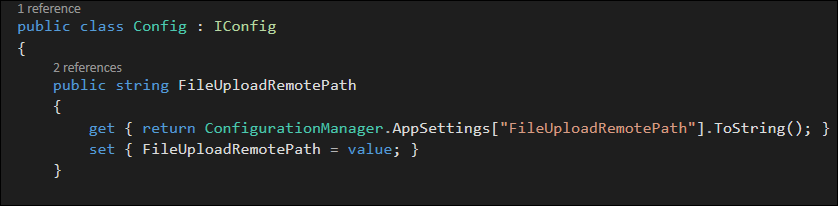 1 reference
public class Config : IConfig
{
2 references
public string FileUploadRemotePath
{
get { return ConfigurationManager.AppSettings["FileUploadRemotePath"].ToString(); }
set { FileUploadRemotePath = value; }
}